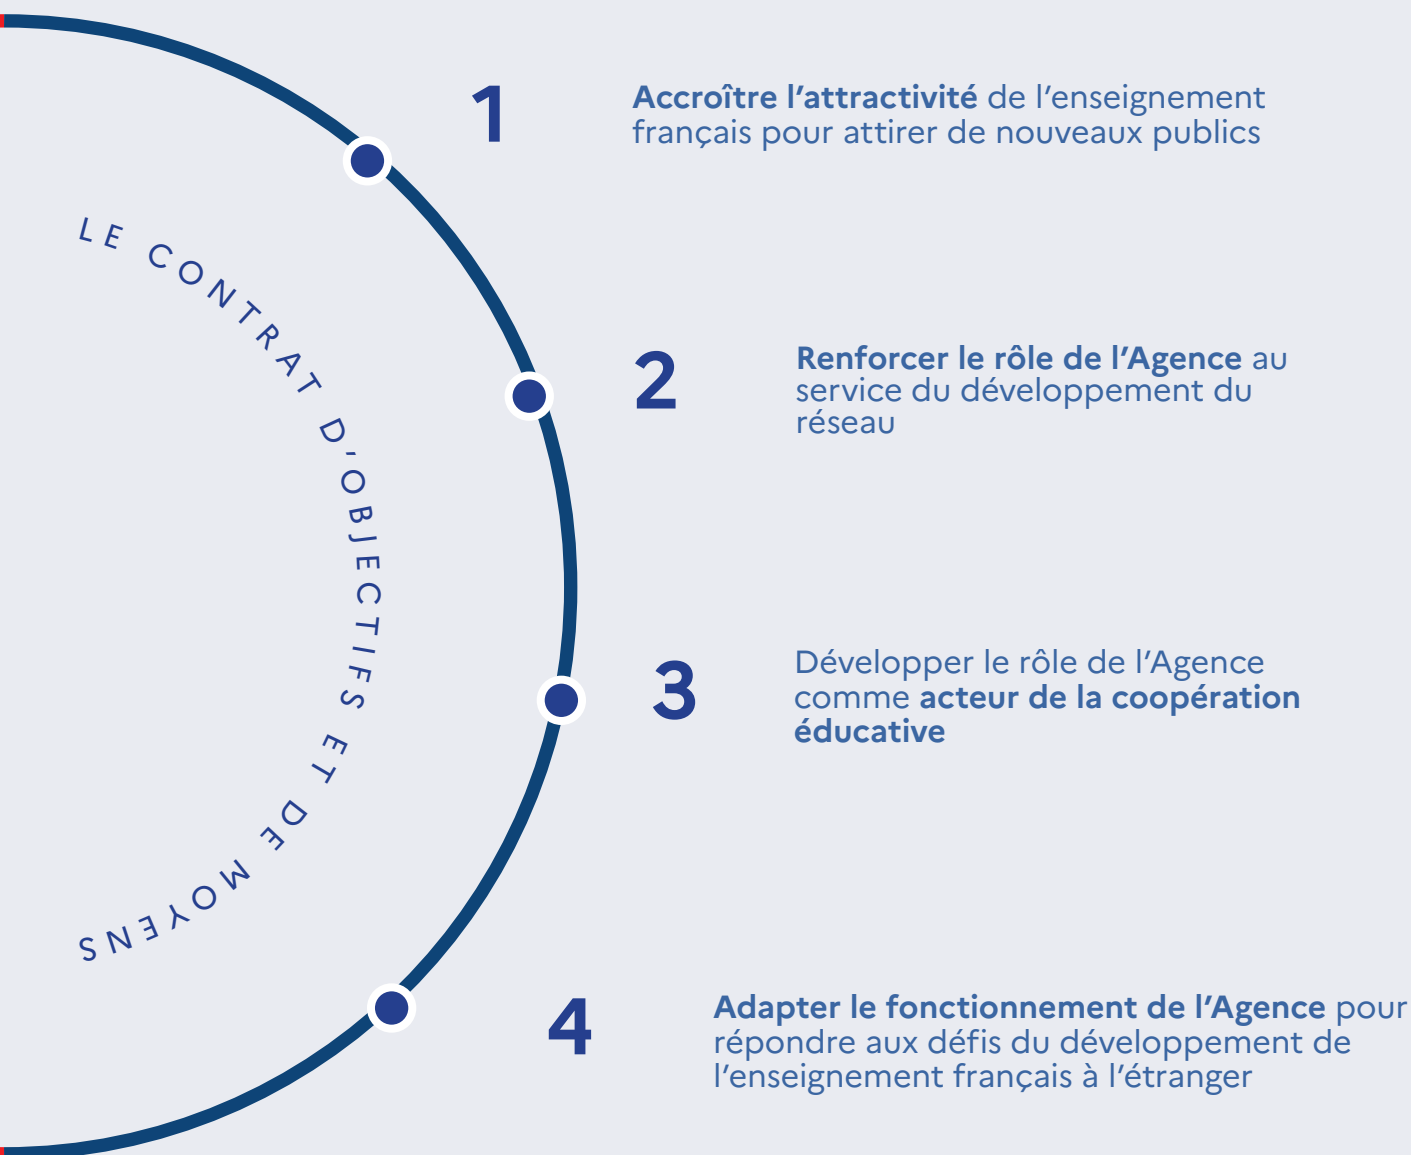 LE CONTRAT D’OBJECTIFS ET DE MOYENS
1
Accroître l’attractivité de l’enseignement
français pour attirer de nouveaux publics
2
Renforcer le rôle de l’Agence au
service du développement du
réseau
3
Développer le rôle de l’Agence
comme acteur de la coopération
éducative
4
Adapter le fonctionnement de l’Agence pour
répondre aux défis du développement de
l’enseignement français à l’étranger